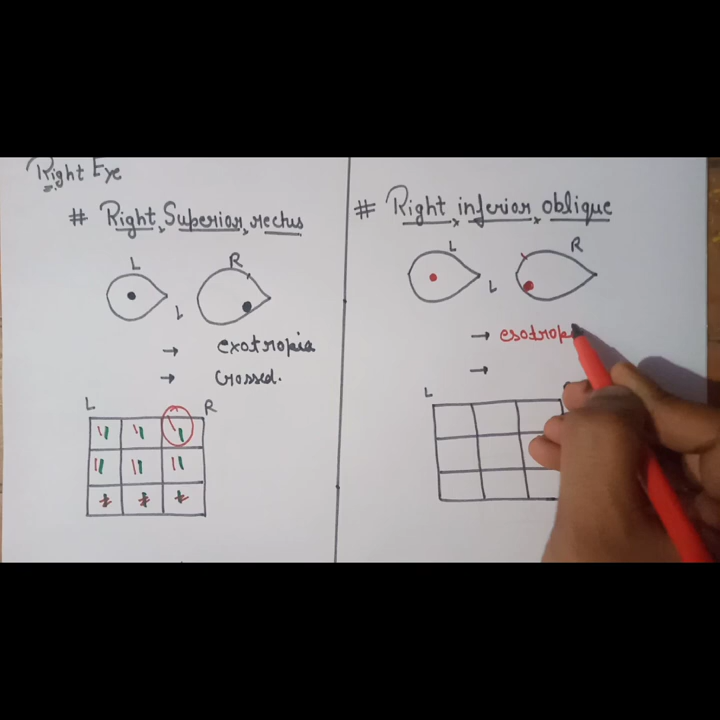 Right Eye
# Right Superior rectus
L R
L
→ exotropia
→ Crossed.
L R
# Right inferior oblique
L R
L
→ esotrop
→
L